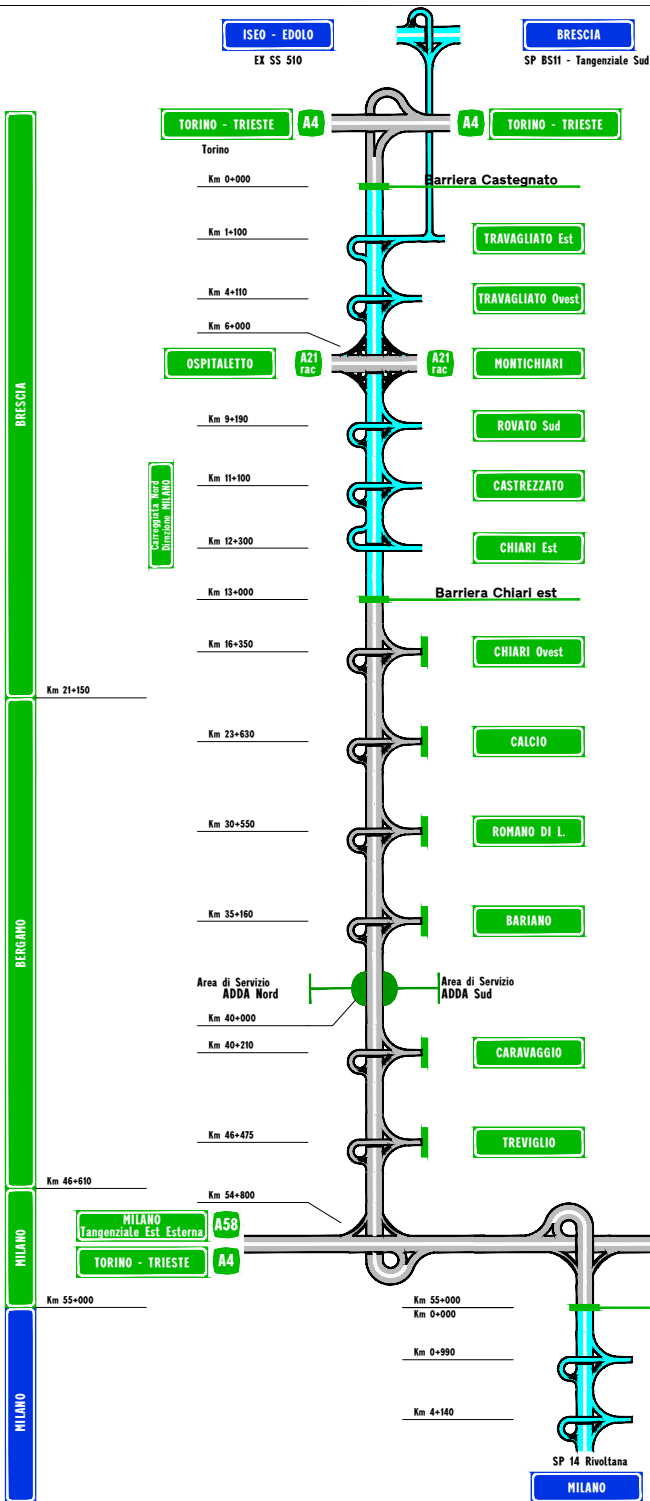 ISEO - EDOLO
BRESCIA
EX SS 510
SP BS11 - Tangenziale Sud
TORINO - TRIESTE
A4
A4
TORINO - TRIESTE
Torino
Km 0+000
Barriera Castegnato
Km 1+100
TRAVAGLIATO Est
Km 4+110
TRAVAGLIATO Ovest
Km 6+000
OSPITALETTO
A21
rac
A21
rac
MONTICHIARI
BRESCIA
Km 9+190
ROVATO Sud
Carreggiata Nord
Direzione MILANO
Km 11+100
CASTREZZATO
Km 12+300
CHIARI Est
Km 13+000
Barriera Chiari est
Km 16+350
CHIARI Ovest
Km 21+150
Km 23+630
CALCIO
Km 30+550
ROMANO DI L.
Km 35+160
BARIANO
BERGAMO
Area di Servizio
ADDA Nord
Area di Servizio
ADDA Sud
Km 40+000
Km 40+210
CARAVAGGIO
Km 46+475
TREVIGLIO
Km 46+610
Km 54+800
MILANO
Tangenziale Est Esterna
A58
MILANO
TORINO - TRIESTE
A4
Km 55+000
Km 55+000
Km 0+000
Km 0+990
MILANO
Km 4+140
SP 14 Rivoltana
MILANO